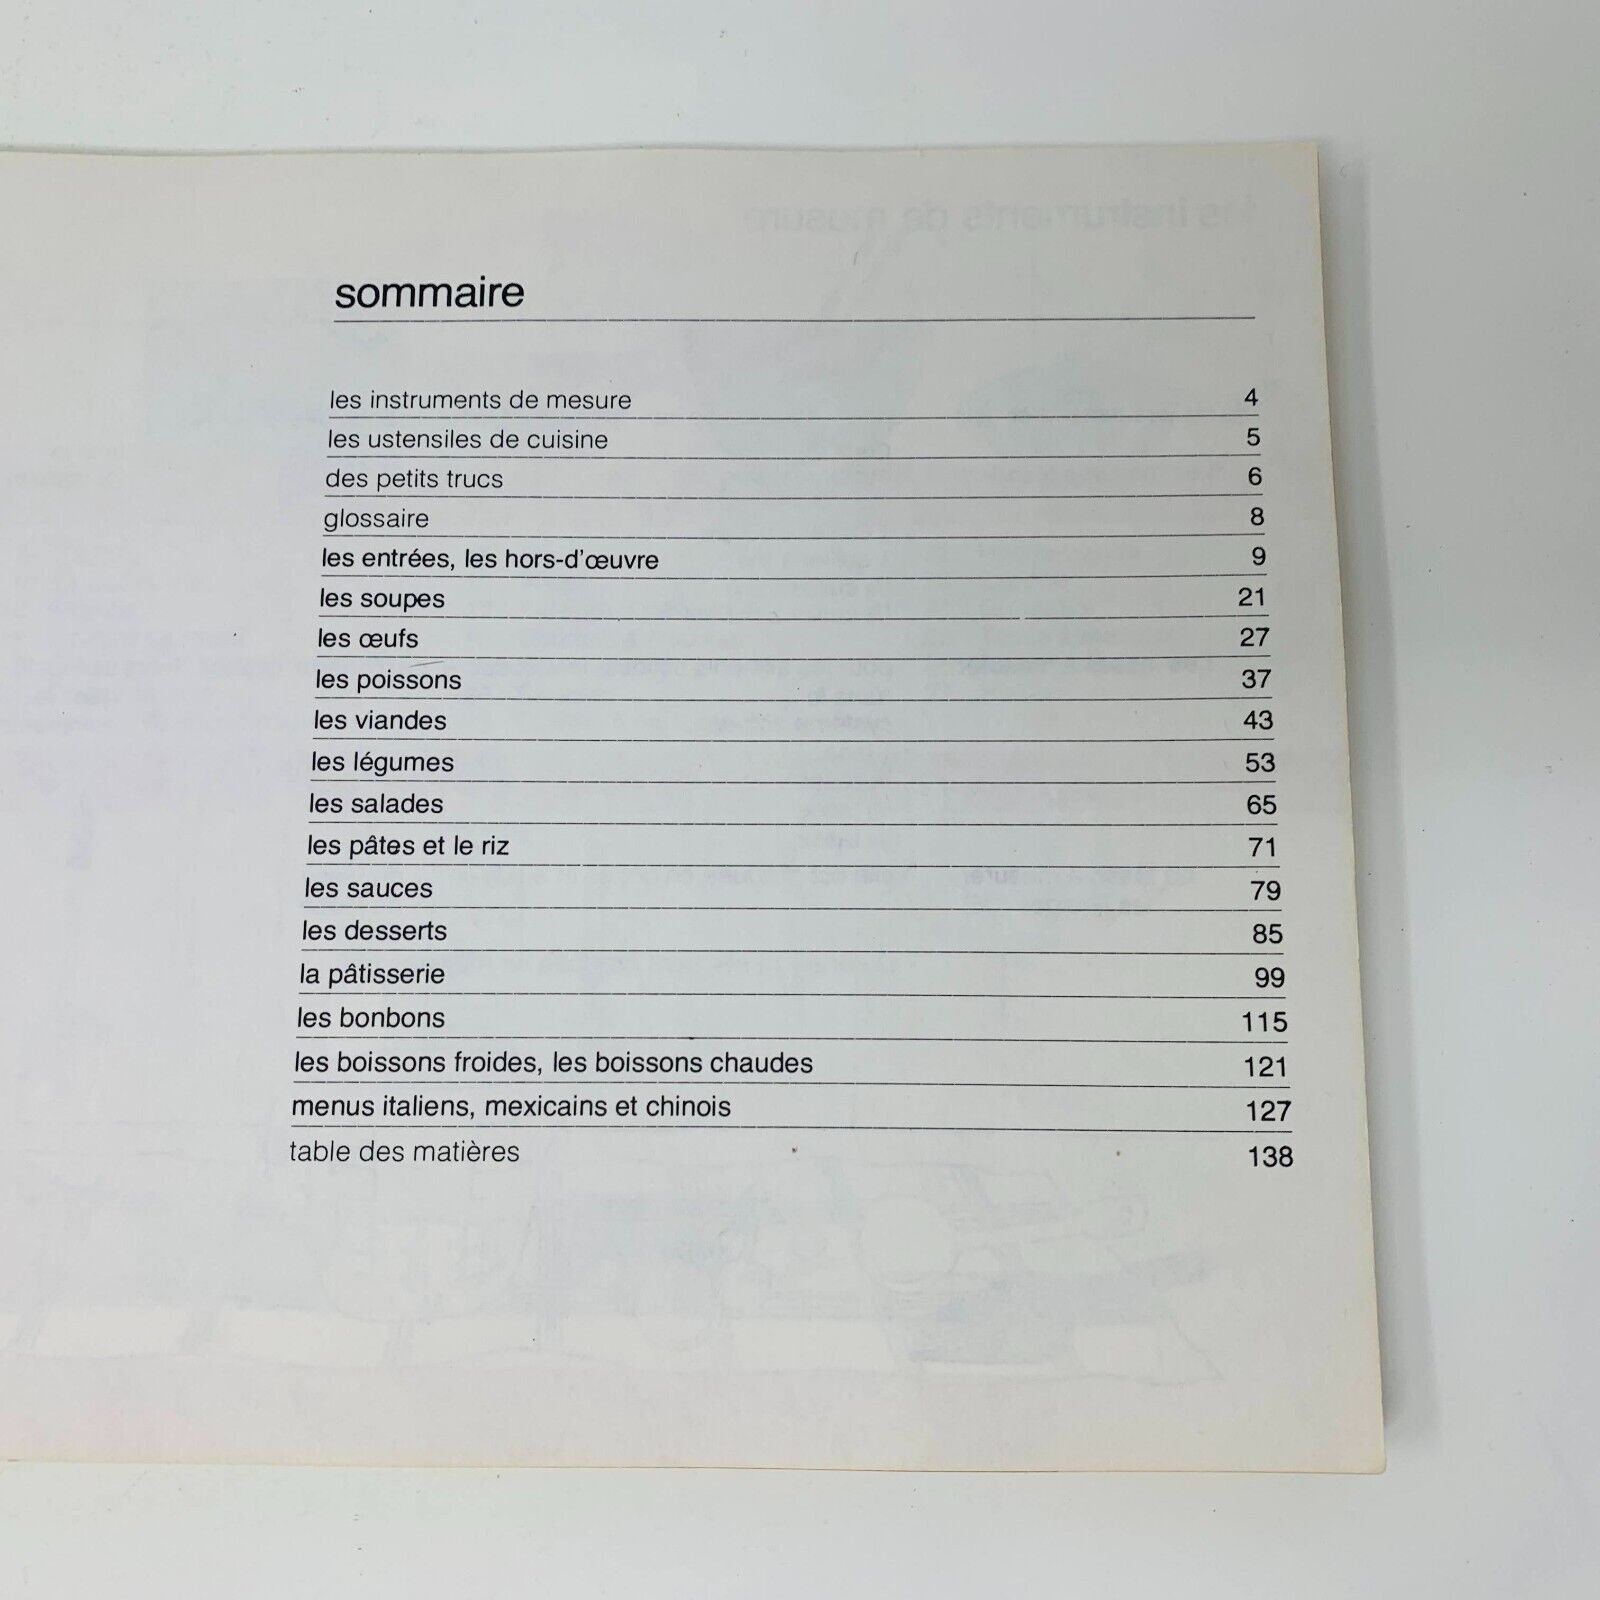 sommaire
les instruments de mesure 4
les ustensiles de cuisine 5
des petits trucs 6
glossaire 8
les entrées, les hors-d'œuvre 9
les soupes 21
les œufs 27
les poissons 37
les viandes 43
les légumes 53
les salades 65
les pâtes et le riz 71
les sauces 79
les desserts 85
la pâtisserie 99
les bonbons 115
les boissons froides, les boissons chaudes 121
menus italiens, mexicains et chinois 127
table des matières 138